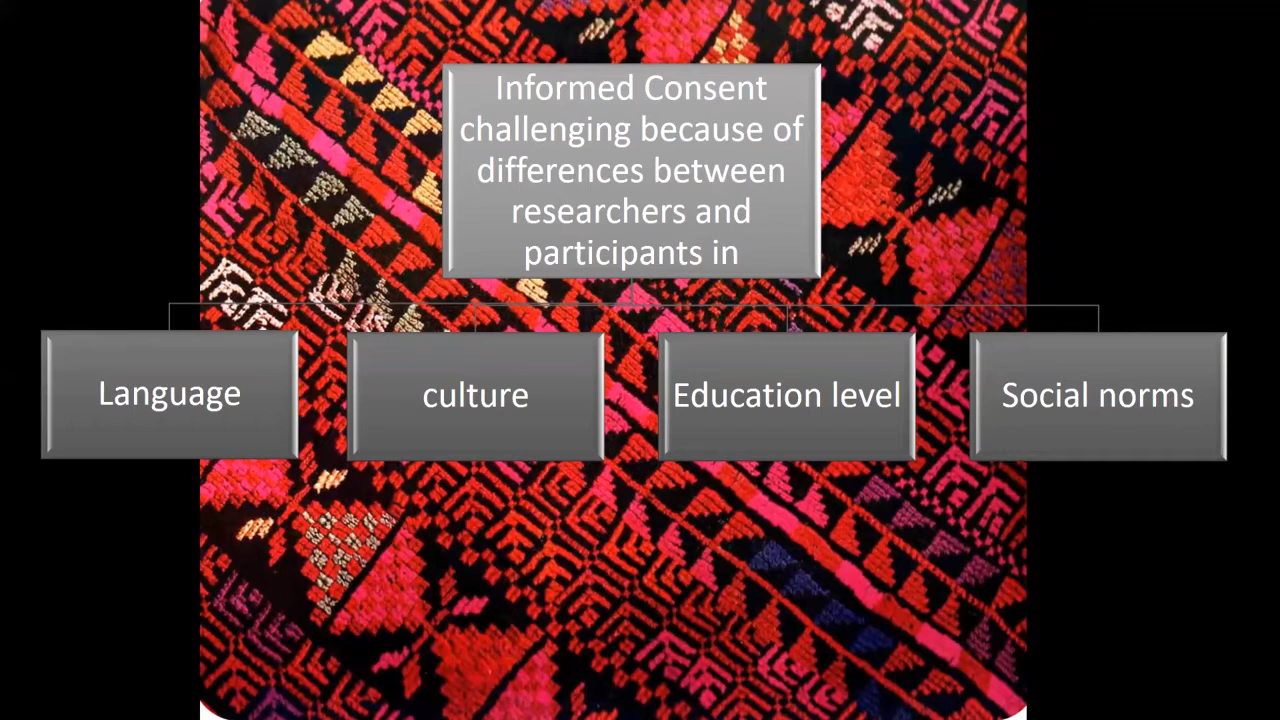 Informed Consent
challenging because of
differences between
researchers and
participants in
Language
culture
Education level
Social norms